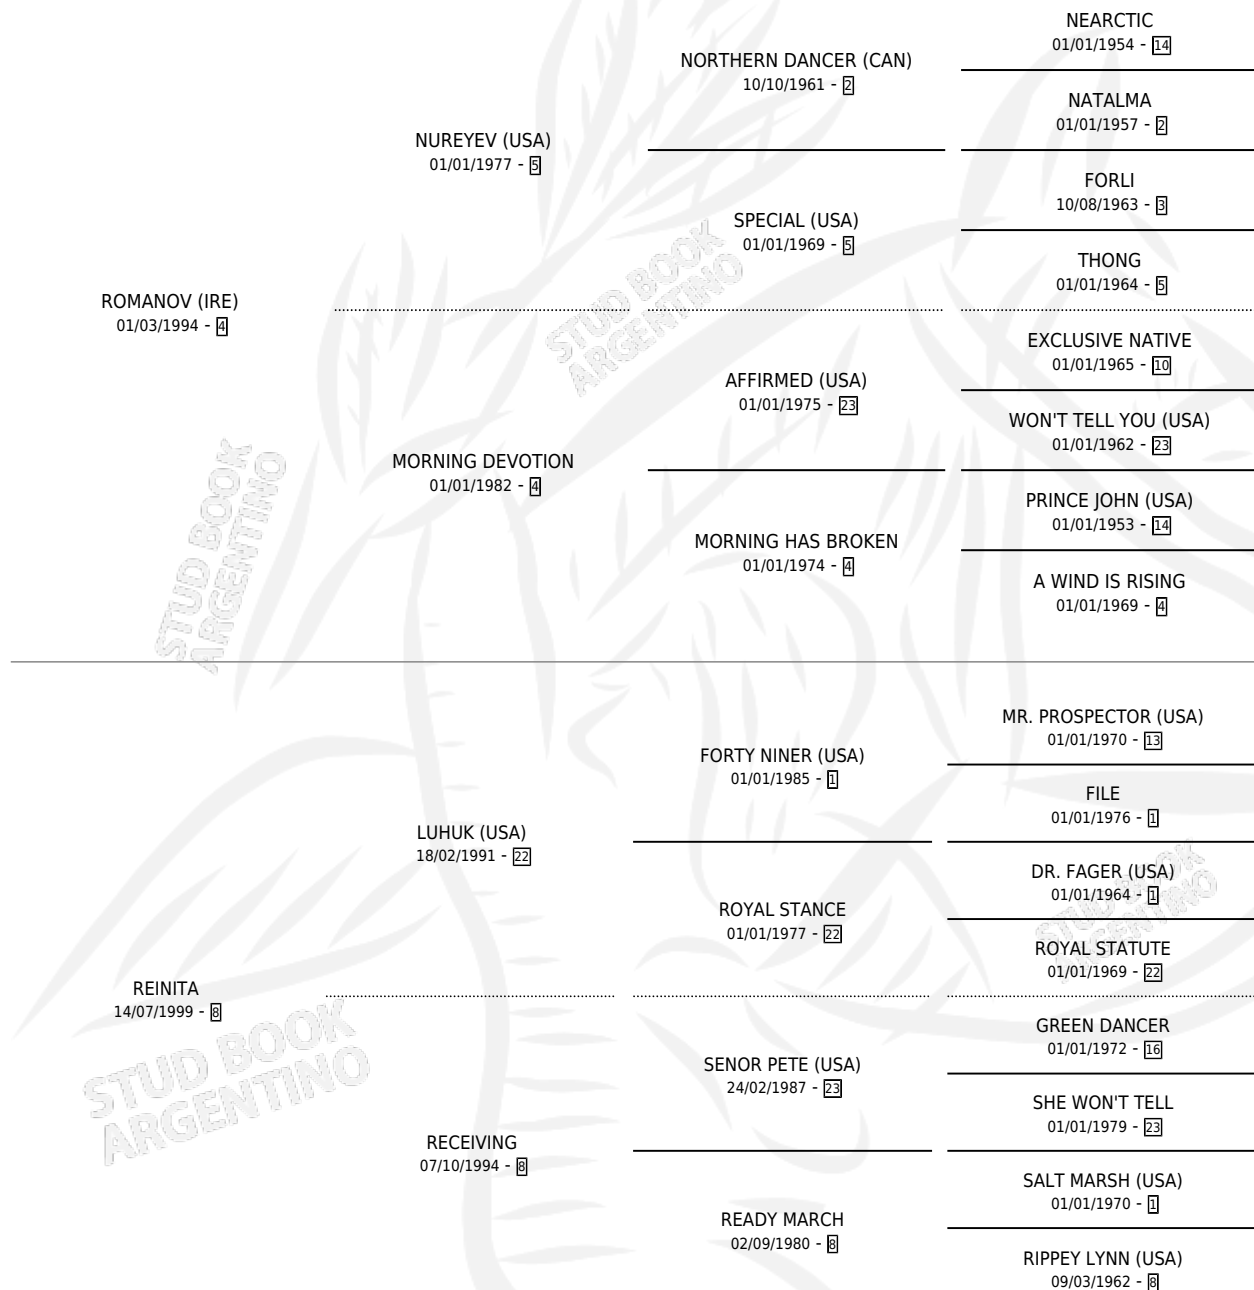 NEARCTIC
01/01/1954 - 14
NORTHERN DANCER (CAN)
10/10/1961 - 2
NATALMA
01/01/1957 - 2
NUREYEV (USA)
01/01/1977 - 5
FORLI
10/08/1963 - 3
SPECIAL (USA)
01/01/1969 - 5
THONG
01/01/1964 - 5
ROMANOV (IRE)
01/03/1994 - 4
EXCLUSIVE NATIVE
01/01/1965 - 10
AFFIRMED (USA)
01/01/1975 - 23
WON'T TELL YOU (USA)
01/01/1962 - 23
MORNING DEVOTION
01/01/1982 - 4
PRINCE JOHN (USA)
01/01/1953 - 14
MORNING HAS BROKEN
01/01/1974 - 4
A WIND IS RISING
01/01/1969 - 4
MR. PROSPECTOR (USA)
01/01/1970 - 13
FORTY NINER (USA)
01/01/1985 - 1
FILE
01/01/1976 - 1
LUHUK (USA)
18/02/1991 - 22
DR. FAGER (USA)
01/01/1964 - 1
ROYAL STANCE
01/01/1977 - 22
ROYAL STATUTE
01/01/1969 - 22
REINITA
14/07/1999 - 8
GREEN DANCER
01/01/1972 - 16
SENOR PETE (USA)
24/02/1987 - 23
SHE WON'T TELL
01/01/1979 - 23
RECEIVING
07/10/1994 - 8
SALT MARSH (USA)
01/01/1970 - 1
READY MARCH
02/09/1980 - 8
RIPPEY LYNN (USA)
09/03/1962 - 8
STUD BOOK
ARGENTINO
STUD BOOK
ARGENTINO
STUD BOOK
ARGENTINO
STUD BOOK
ARGENTINO